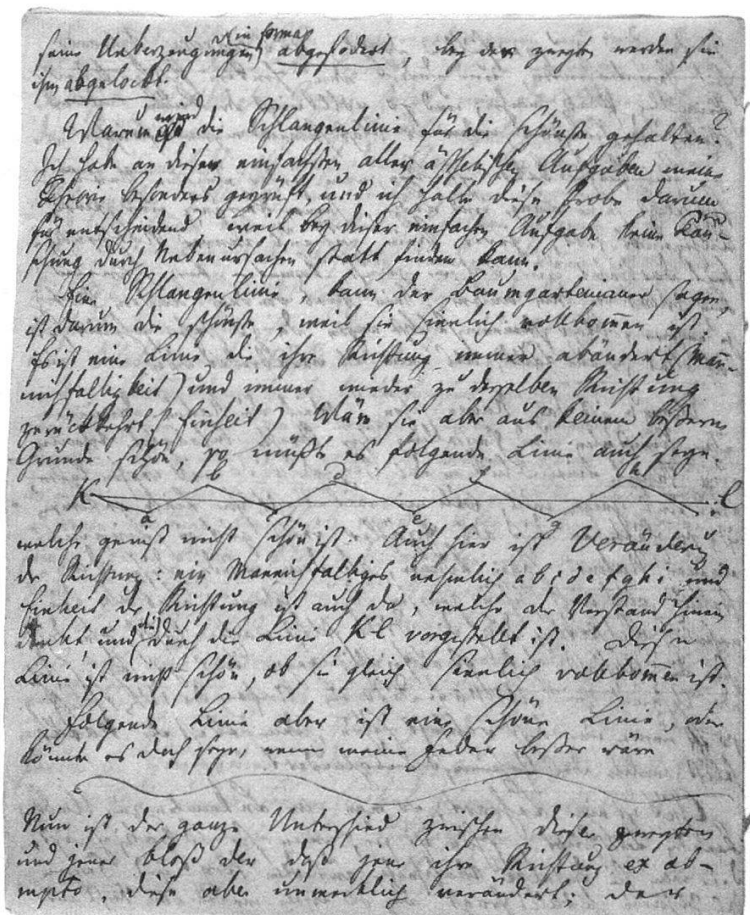 seine Ueberzeugungen abgefodert, bey dem zweyten werden sie
ihm abgelockt.
Warum wird die Schlangenlinie für die schönste gehalten?
Ich habe an dieser einfachsten aller ästhetischen Aufgaben meine
Theorie besonders geprüft, und ich halte diese Probe darum
für entscheidend, weil bey dieser einfachen Aufgabe keine Täu-
schung durch Nebenursachen statt finden kann.
Eine Schlangenlinie, kann der Baumgartenianer sagen,
ist darum die schönste, weil sie sinnlich vollkommen ist.
Es ist eine Linie, die ihre Richtung immer abändert (Man-
nichfaltigkeit) und immer wieder zu derselben Richtung
zurückkehrt (Einheit) Wäre sie aber aus keinem beßern
Grunde schön, so müßte es folgende Linie auch seyn.
K a b d e f g h l
welche gewiß nicht schön ist. Auch hier ist Veränderung
der Richtung: ein Mannichfaltiges nehmlich a b c d e f g h i und
Einheit der Richtung ist auch da, welche der Verstand hinein
denkt und die durch die Linie K l vorgestellt ist. Diese
Linie ist nicht schön, ob sie gleich sinnlich vollkommen ist.
Folgende Linie aber ist eine schöne Linie, oder
könnte es doch seyn, wenn meine Feder beßer wäre
Nun ist der ganze Unterschied zwischen dieser zweyten
und jener bloß der daß jene ihre Richtung ex ab-
rupto, diese aber unmerklich verändert; der